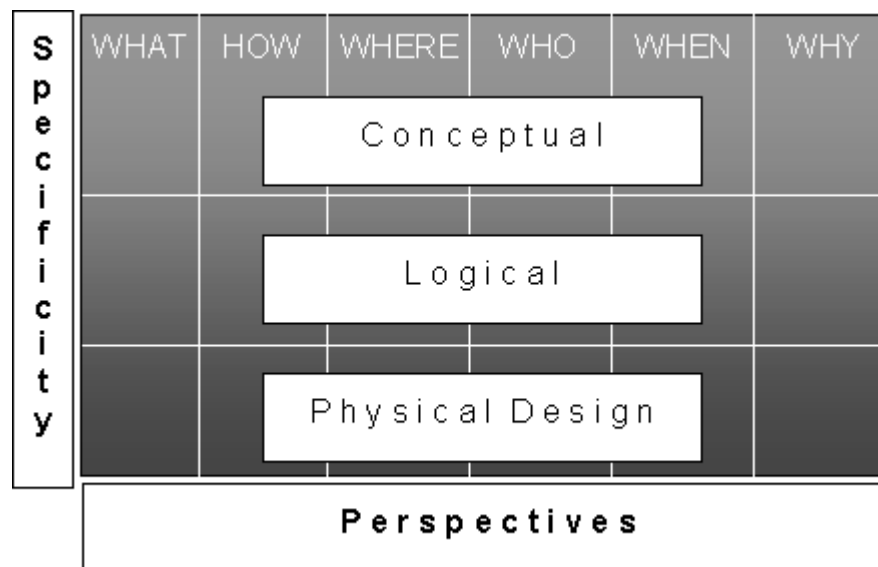 Specificity
WHAT HOW WHERE WHO WHEN WHY
Conceptual
Logical
Physical Design
Perspectives